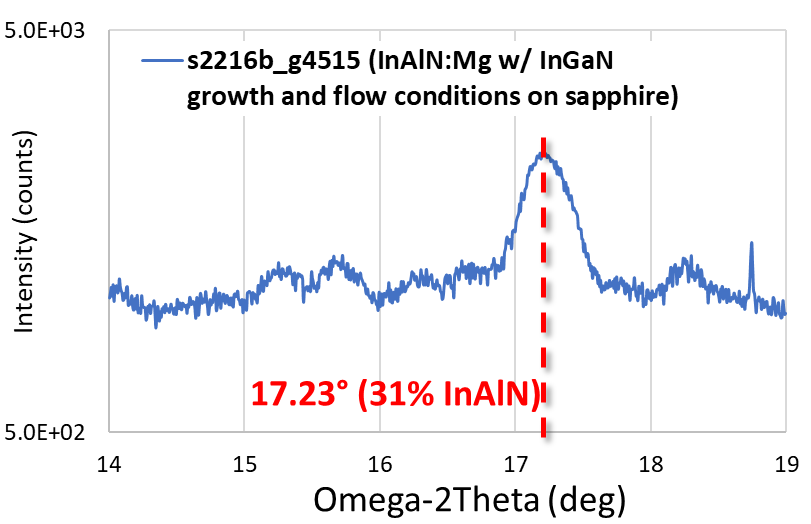 5.0E+03
s2216b_g4515 (InAlN:Mg w/ InGaN
growth and flow conditions on sapphire)
Intensity (counts)
17.23° (31% InAlN)
5.0E+02
14 15 16 17 18 19
Omega-2Theta (deg)